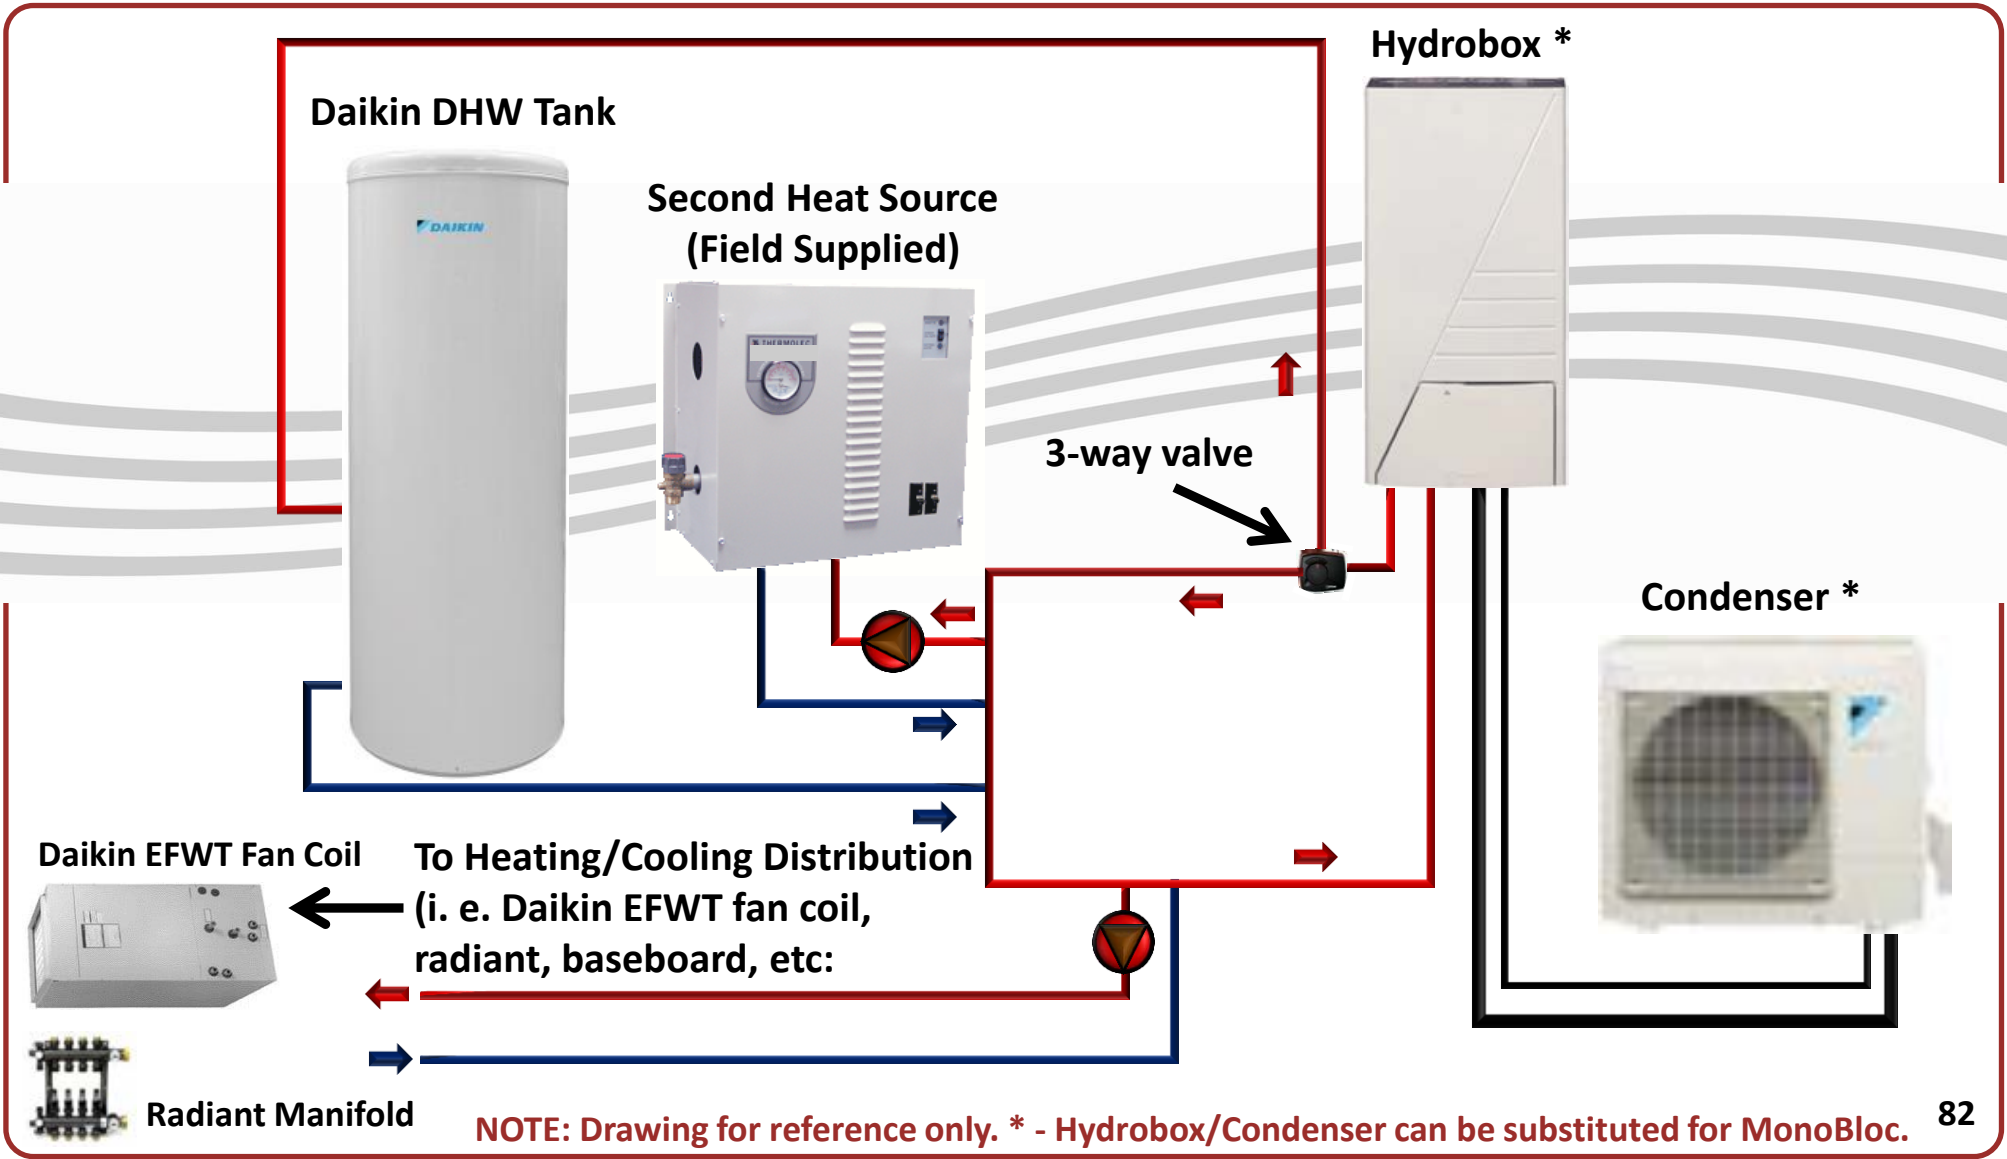 Hydrobox *
Daikin DHW Tank
DAIKIN
Second Heat Source
(Field Supplied)
THERMOLEC
3-way valve
Condenser *
Daikin EFWT Fan Coil
To Heating/Cooling Distribution
(i. e. Daikin EFWT fan coil,
radiant, baseboard, etc:
Radiant Manifold
NOTE: Drawing for reference only. * - Hydrobox/Condenser can be substituted for MonoBloc.
82